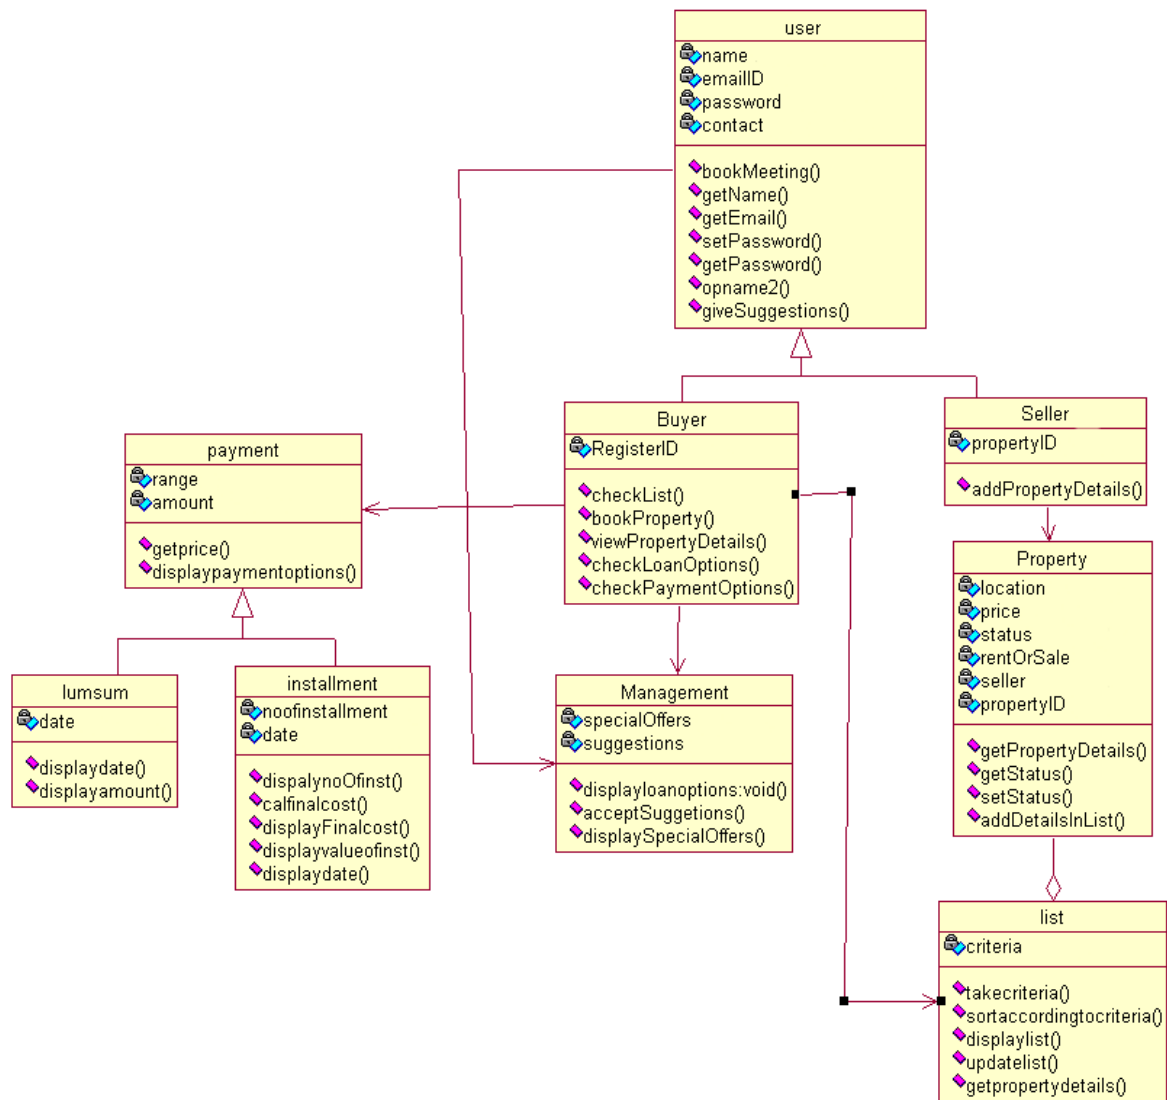 user
name
emailID
password
contact
bookMeeting()
getName()
getEmail()
setPassword()
getPassword()
opname2()
giveSuggestions()
Buyer
RegisterID
checkList()
bookProperty()
viewPropertyDetails()
checkLoanOptions()
checkPaymentOptions()
Seller
propertyID
addPropertyDetails()
payment
range
amount
getprice()
displaypaymentoptions()
Property
location
price
status
rentOrSale
seller
propertyID
getPropertyDetails()
getStatus()
setStatus()
addDetailsInList()
lumsum
date
displaydate()
displayamount()
installment
noofinstallment
date
dispalynoOfinst()
calfinalcost()
displayFinalcost()
displayvalueofinst()
displaydate()
Management
specialOffers
suggestions
displayloanoptions:void()
acceptSuggetions()
displaySpecialOffers()
list
criteria
takecriteria()
sortaccordingtocriteria()
displaylist()
updatelist()
getpropertydetails()